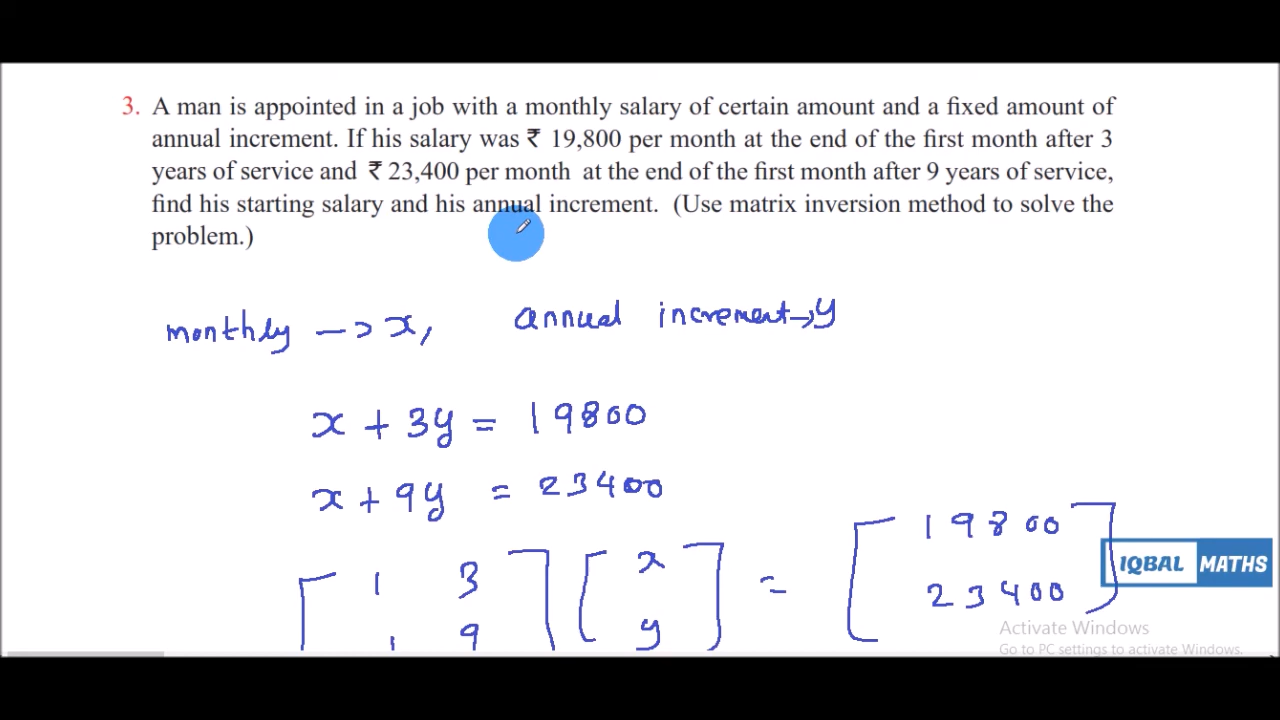 3. A man is appointed in a job with a monthly salary of certain amount and a fixed amount of
annual increment. If his salary was ₹ 19,800 per month at the end of the first month after 3
years of service and ₹ 23,400 per month at the end of the first month after 9 years of service,
find his starting salary and his annual increment. (Use matrix inversion method to solve the
problem.)
monthly -> x, annual increment -> y
x + 3y = 19800
x + 9y = 23400
[ 1 3 ] [ x ] = [ 19800 ]
[ 1 9 ] [ y ] [ 23400 ]
IQBAL MATHS
Activate Windows
Go to PC settings to activate Windows.